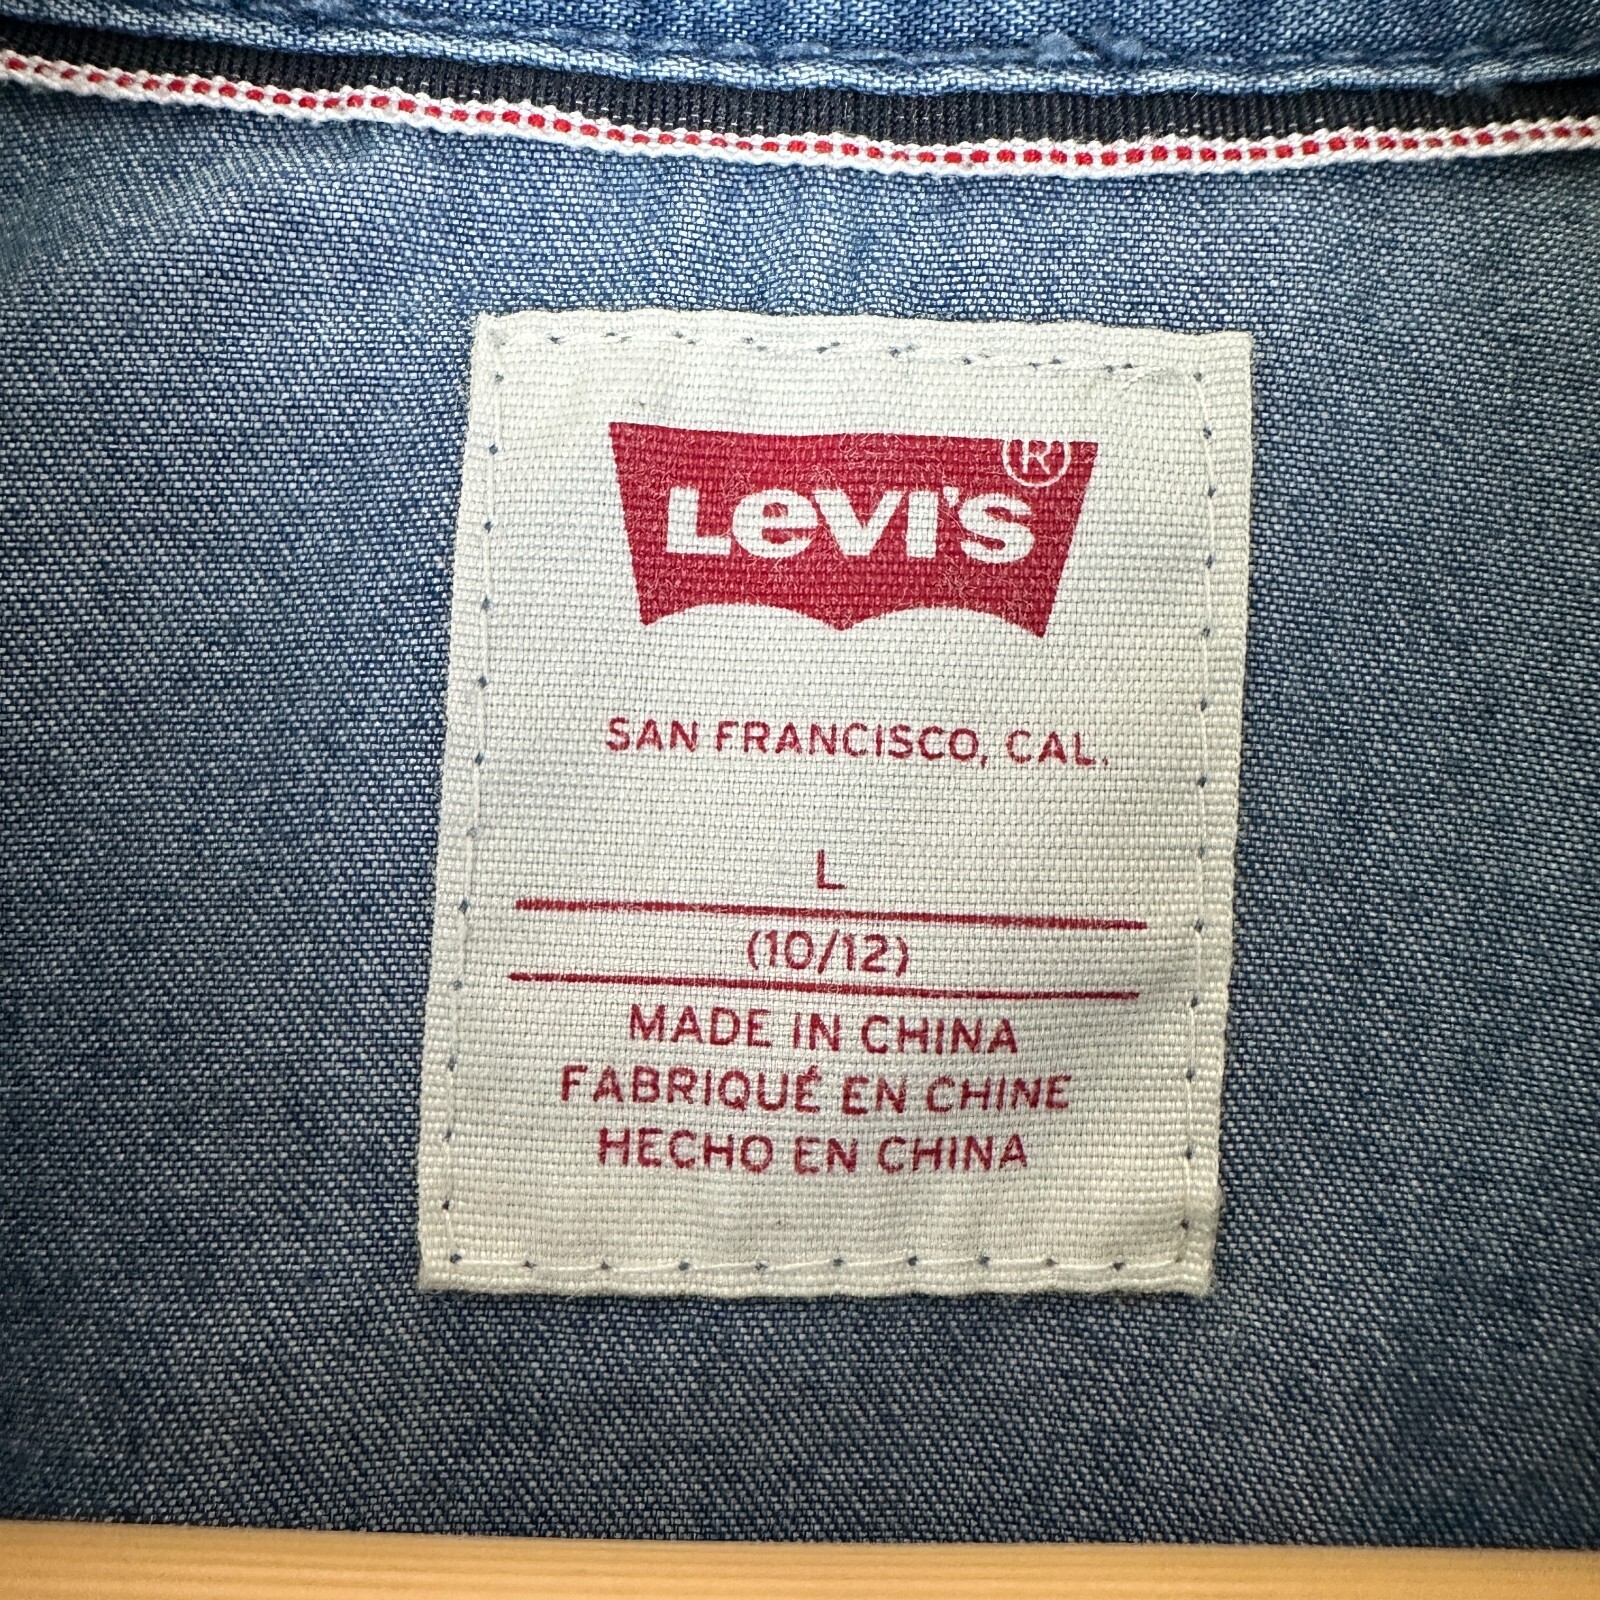 Levi's ®
SAN FRANCISCO, CAL.
L
(10/12)
MADE IN CHINA
FABRIQUÉ EN CHINE
HECHO EN CHINA